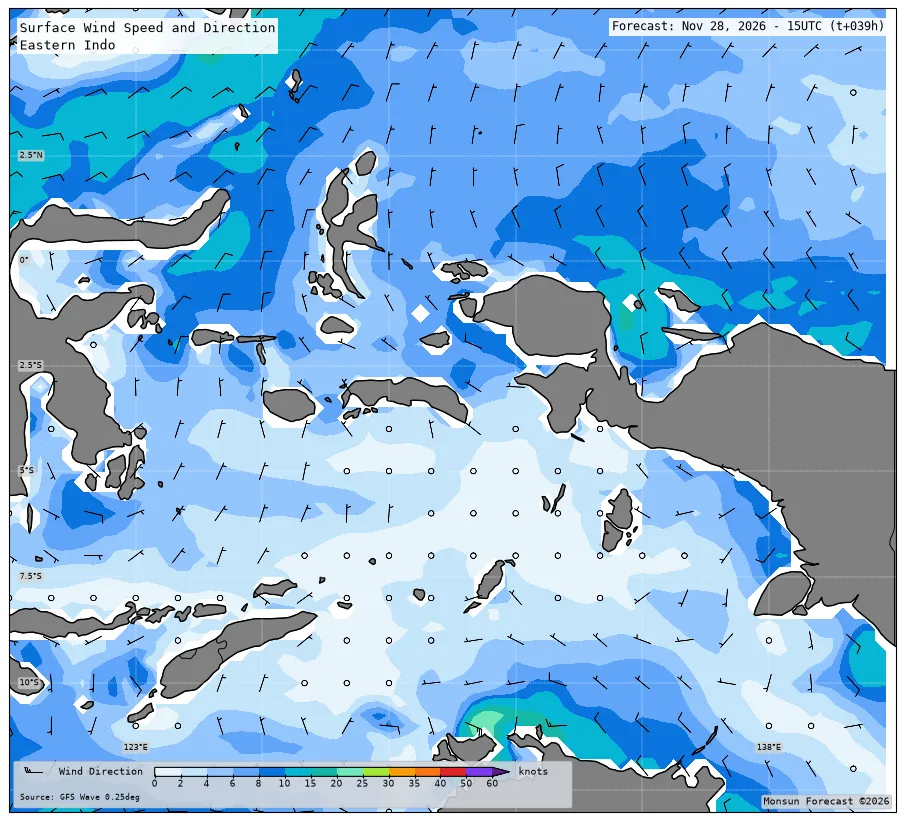 Surface Wind Speed and Direction
Eastern Indo
Forecast: Nov 28, 2026 - 15UTC (t+039h)
2.5°N
0°
2.5°S
5°S
7.5°S
10°S
123°E
138°E
Wind Direction
knots
0 2 4 6 8 10 15 20 25 30 35 40 50 60
Source: GFS Wave 0.25deg
Monsun Forecast ©2026